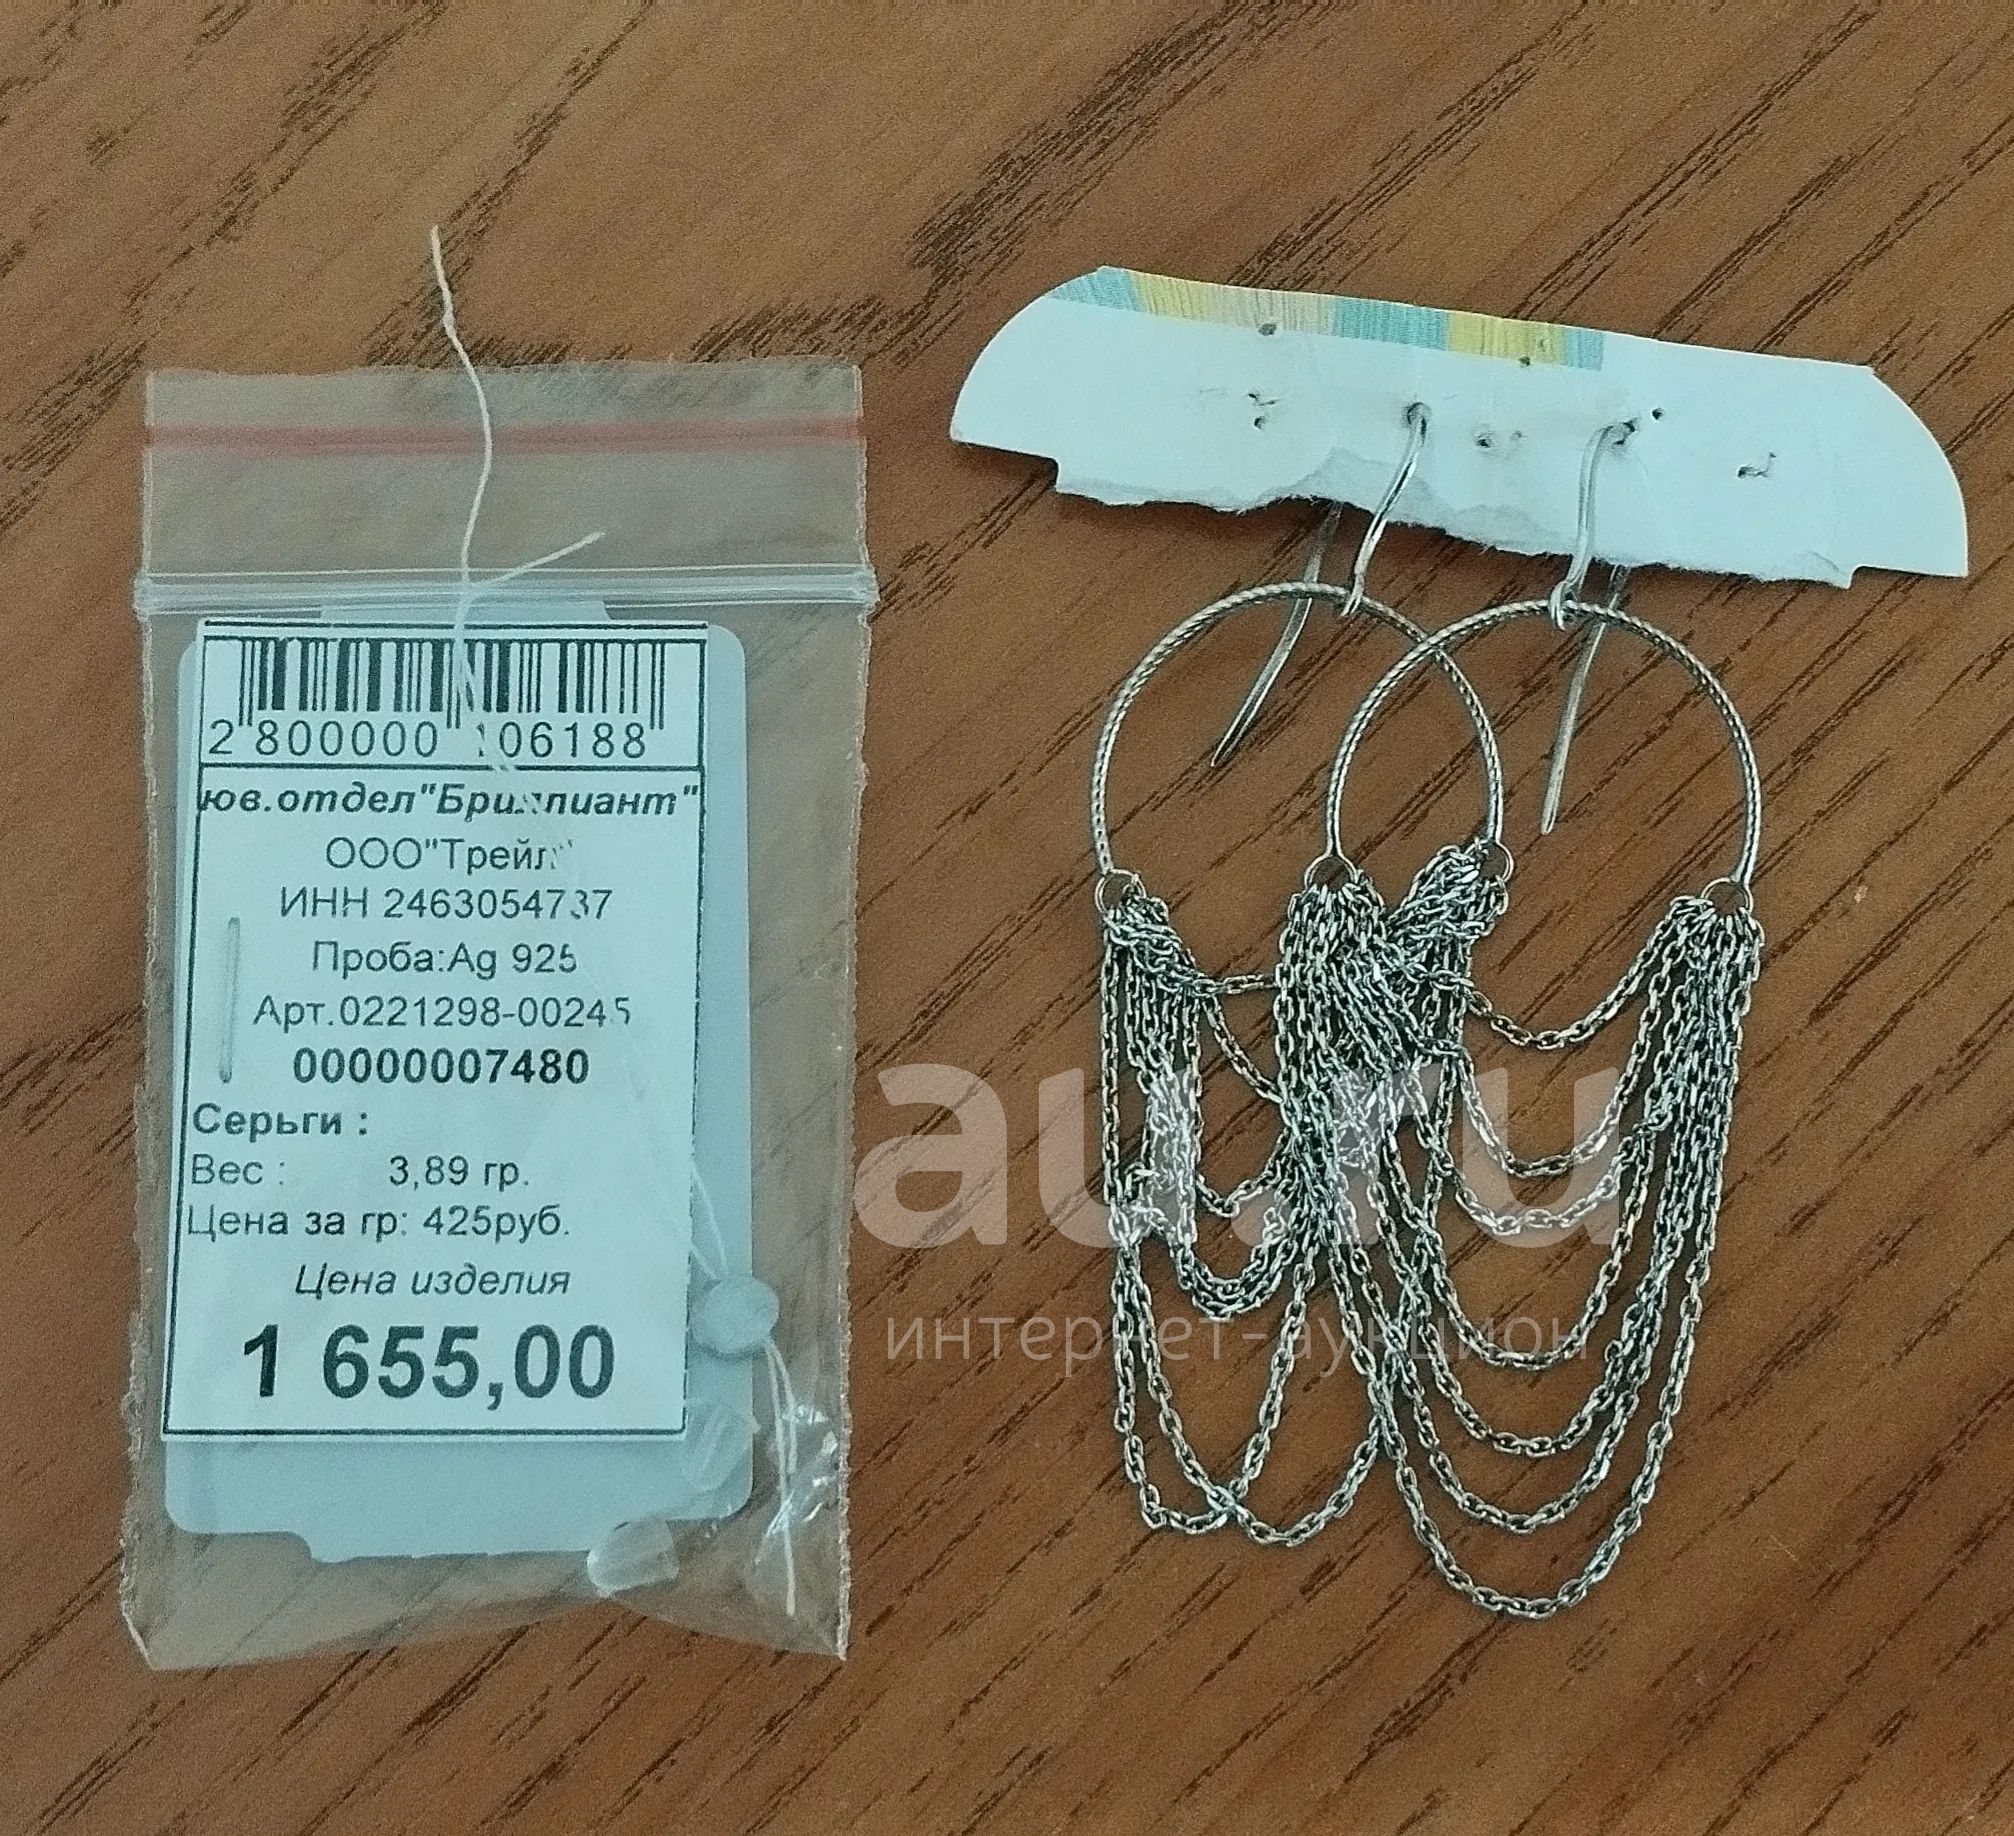 2 800000 106188
юв.отдел"Бриллиант"
ООО"Трейл"
ИНН 2463054737
Проба:Ag 925
Арт.0221298-00245
00000007480
Серьги :
Вес : 3,89 гр.
Цена за гр: 425руб.
Цена изделия
1 655,00
au.ru
интернет-аукцион